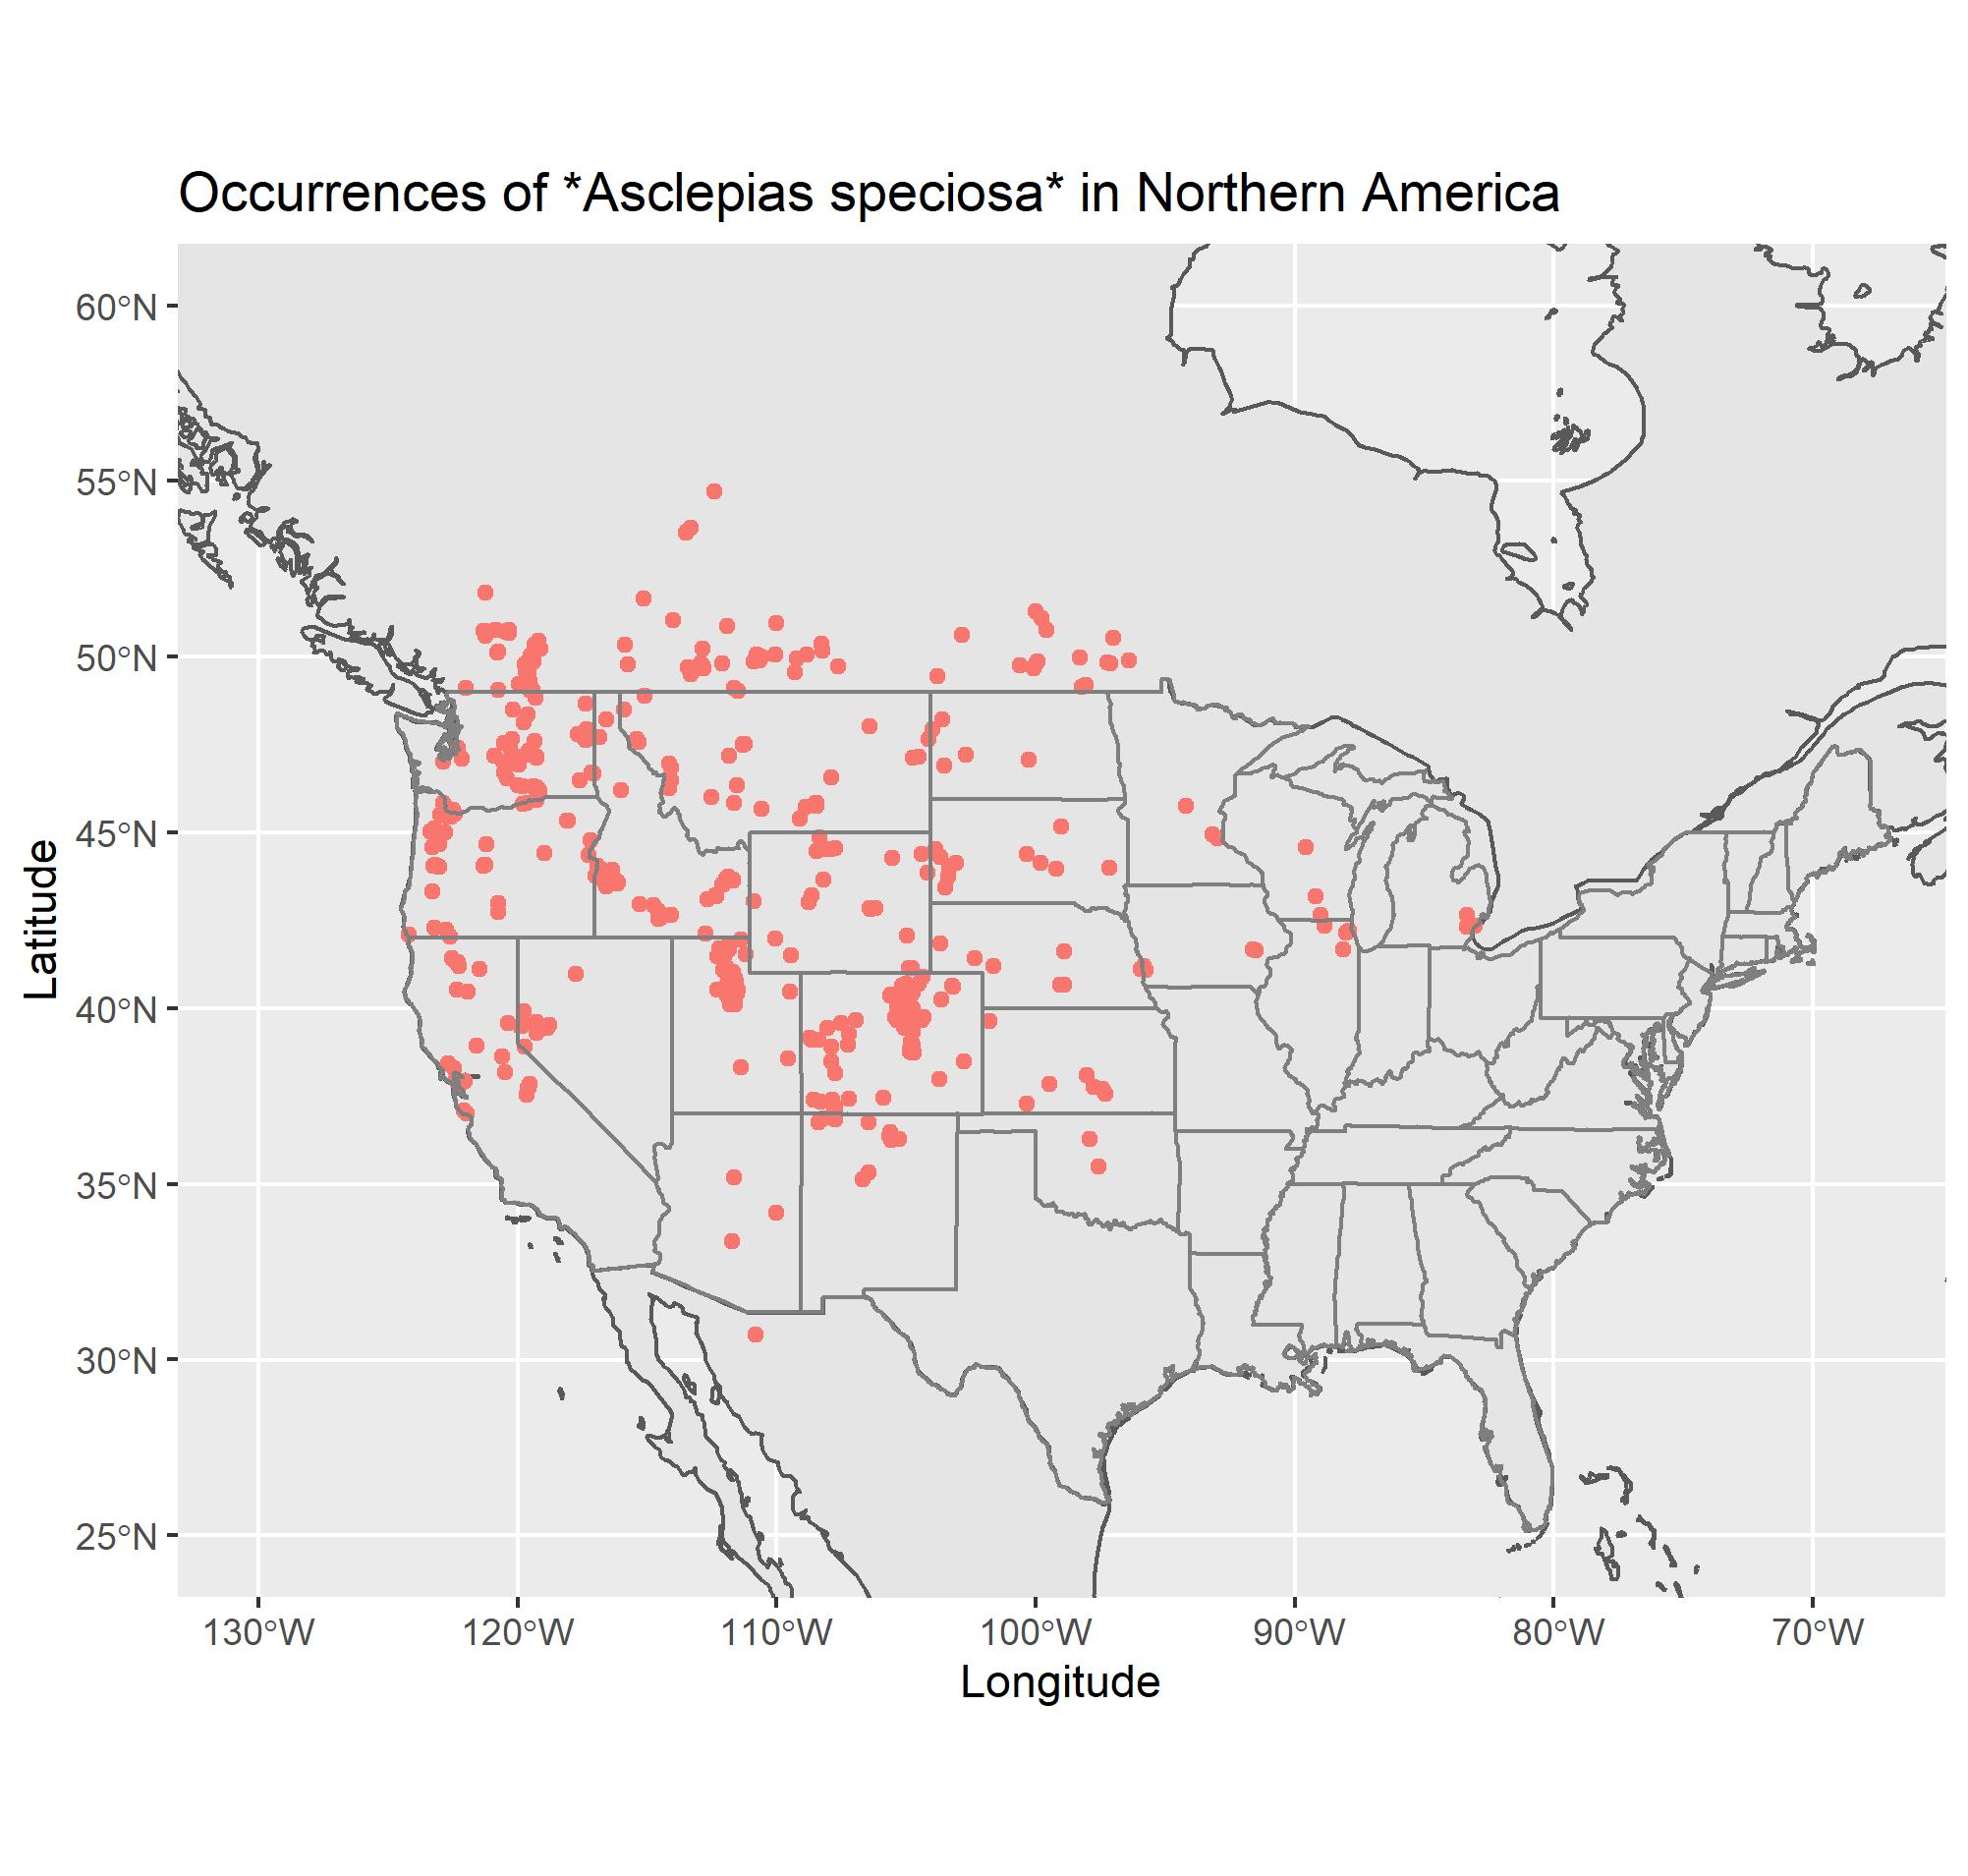 Occurrences of *Asclepias speciosa* in Northern America
60°N
55°N
50°N
45°N
40°N
35°N
30°N
25°N
Latitude
130°W 120°W 110°W 100°W 90°W 80°W 70°W
Longitude